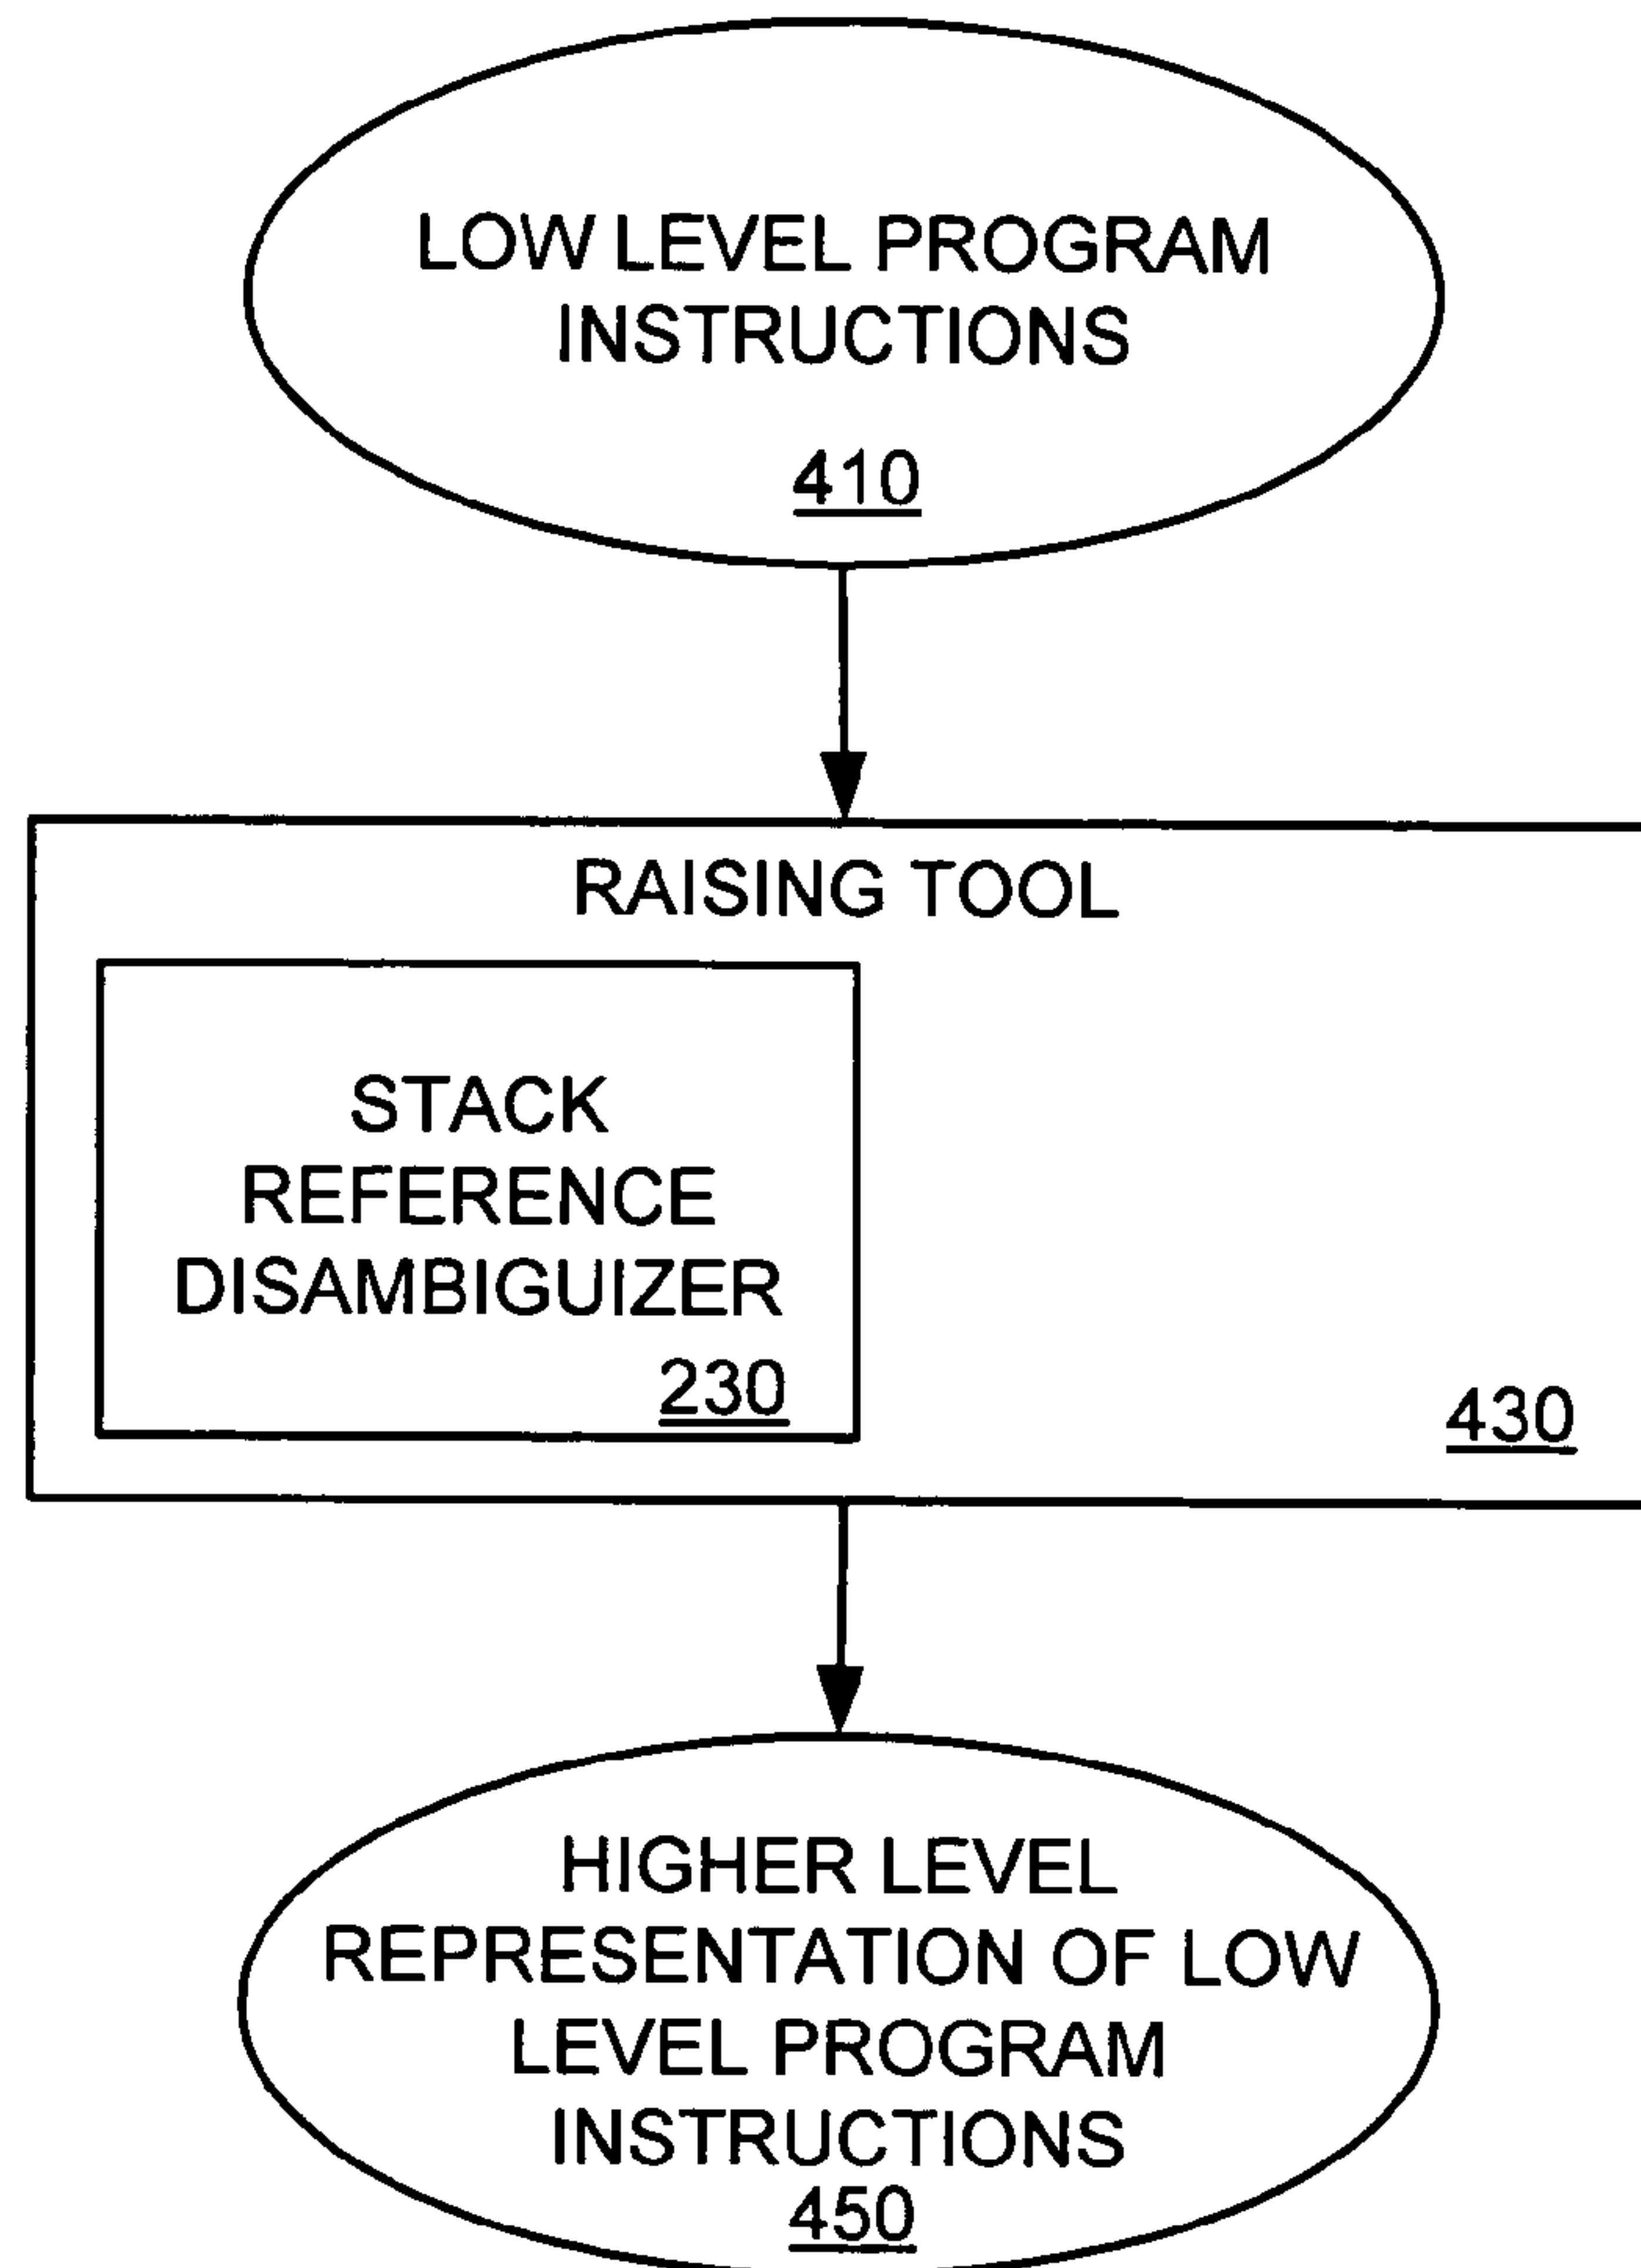 LOW LEVEL PROGRAM
INSTRUCTIONS
410
RAISING TOOL
STACK
REFERENCE
DISAMBIGUIZER
230
430
HIGHER LEVEL
REPRESENTATION OF LOW
LEVEL PROGRAM
INSTRUCTIONS
450